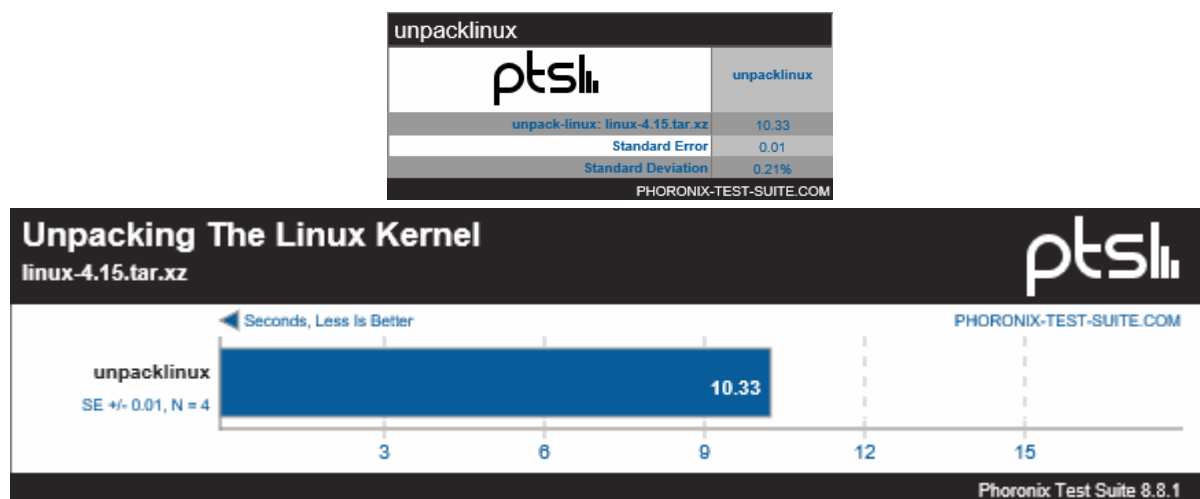 unpacklinux
ptsl
unpacklinux
unpack-linux: linux-4.15.tar.xz 10.33
Standard Error 0.01
Standard Deviation 0.21%
PHORONIX-TEST-SUITE.COM
Unpacking The Linux Kernel
linux-4.15.tar.xz
ptsl
Seconds, Less Is Better PHORONIX-TEST-SUITE.COM
unpacklinux 10.33
SE +/- 0.01, N = 4
3 6 9 12 15
Phoronix Test Suite 8.8.1